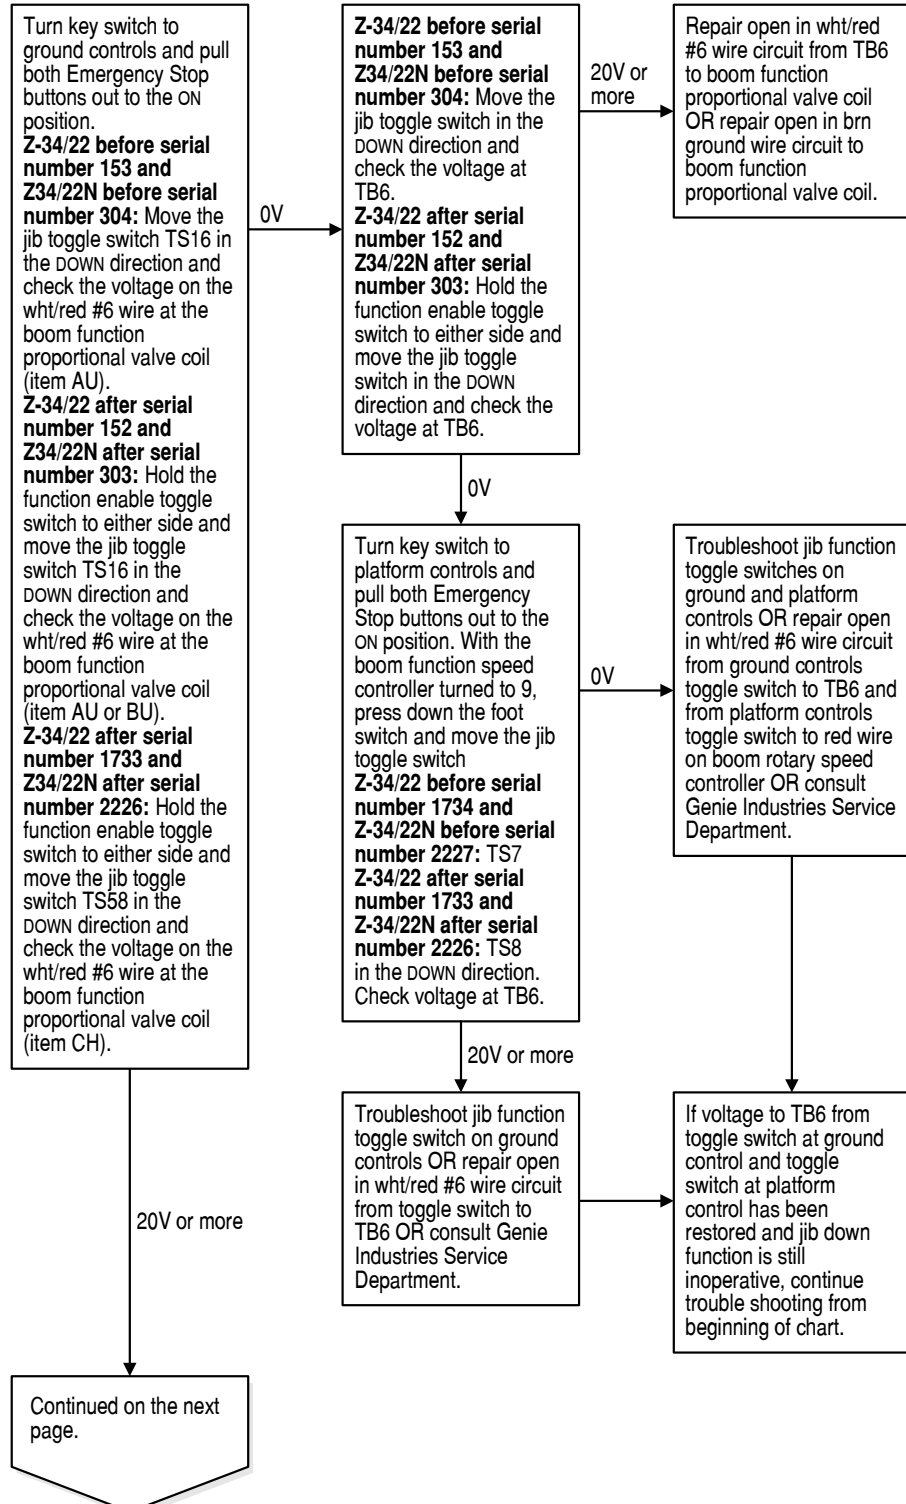 Turn key switch to
ground controls and pull
both Emergency Stop
buttons out to the ON
position.
Z-34/22 before serial
number 153 and
Z34/22N before serial
number 304: Move the
jib toggle switch TS16 in
the DOWN direction and
check the voltage on the
wht/red #6 wire at the
boom function
proportional valve coil
(item AU).
Z-34/22 after serial
number 152 and
Z34/22N after serial
number 303: Hold the
function enable toggle
switch to either side and
move the jib toggle
switch TS16 in the
DOWN direction and
check the voltage on the
wht/red #6 wire at the
boom function
proportional valve coil
(item AU or BU).
Z-34/22 after serial
number 1733 and
Z34/22N after serial
number 2226: Hold the
function enable toggle
switch to either side and
move the jib toggle
switch TS58 in the
DOWN direction and
check the voltage on the
wht/red #6 wire at the
boom function
proportional valve coil
(item CH).
0V
Z-34/22 before serial
number 153 and
Z34/22N before serial
number 304: Move the
jib toggle switch in the
DOWN direction and
check the voltage at
TB6.
Z-34/22 after serial
number 152 and
Z34/22N after serial
number 303: Hold the
function enable toggle
switch to either side and
move the jib toggle
switch in the DOWN
direction and check the
voltage at TB6.
20V or
more
Repair open in wht/red
#6 wire circuit from TB6
to boom function
proportional valve coil
OR repair open in brn
ground wire circuit to
boom function
proportional valve coil.
0V
Turn key switch to
platform controls and
pull both Emergency
Stop buttons out to the
ON position. With the
boom function speed
controller turned to 9,
press down the foot
switch and move the jib
toggle switch
Z-34/22 before serial
number 1734 and
Z-34/22N before serial
number 2227: TS7
Z-34/22 after serial
number 1733 and
Z-34/22N after serial
number 2226: TS8
in the DOWN direction.
Check voltage at TB6.
0V
Troubleshoot jib function
toggle switches on
ground and platform
controls OR repair open
in wht/red #6 wire circuit
from ground controls
toggle switch to TB6 and
from platform controls
toggle switch to red wire
on boom rotary speed
controller OR consult
Genie Industries Service
Department.
20V or more
Troubleshoot jib function
toggle switch on ground
controls OR repair open
in wht/red #6 wire circuit
from toggle switch to
TB6 OR consult Genie
Industries Service
Department.
If voltage to TB6 from
toggle switch at ground
control and toggle
switch at platform
control has been
restored and jib down
function is still
inoperative, continue
trouble shooting from
beginning of chart.
20V or more
Continued on the next
page.